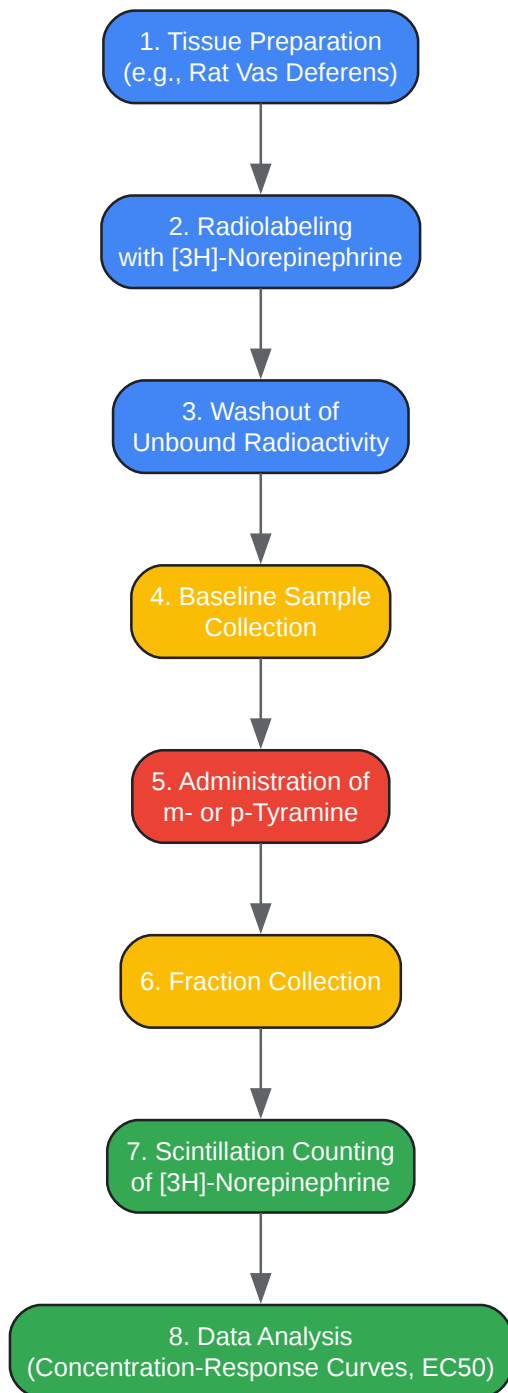 1. Tissue Preparation
(e.g., Rat Vas Deferens)
2. Radiolabeling
with [3H]-Norepinephrine
3. Washout of
Unbound Radioactivity
4. Baseline Sample
Collection
5. Administration of
m- or p-Tyramine
6. Fraction Collection
7. Scintillation Counting
of [3H]-Norepinephrine
8. Data Analysis
(Concentration-Response Curves, EC50)